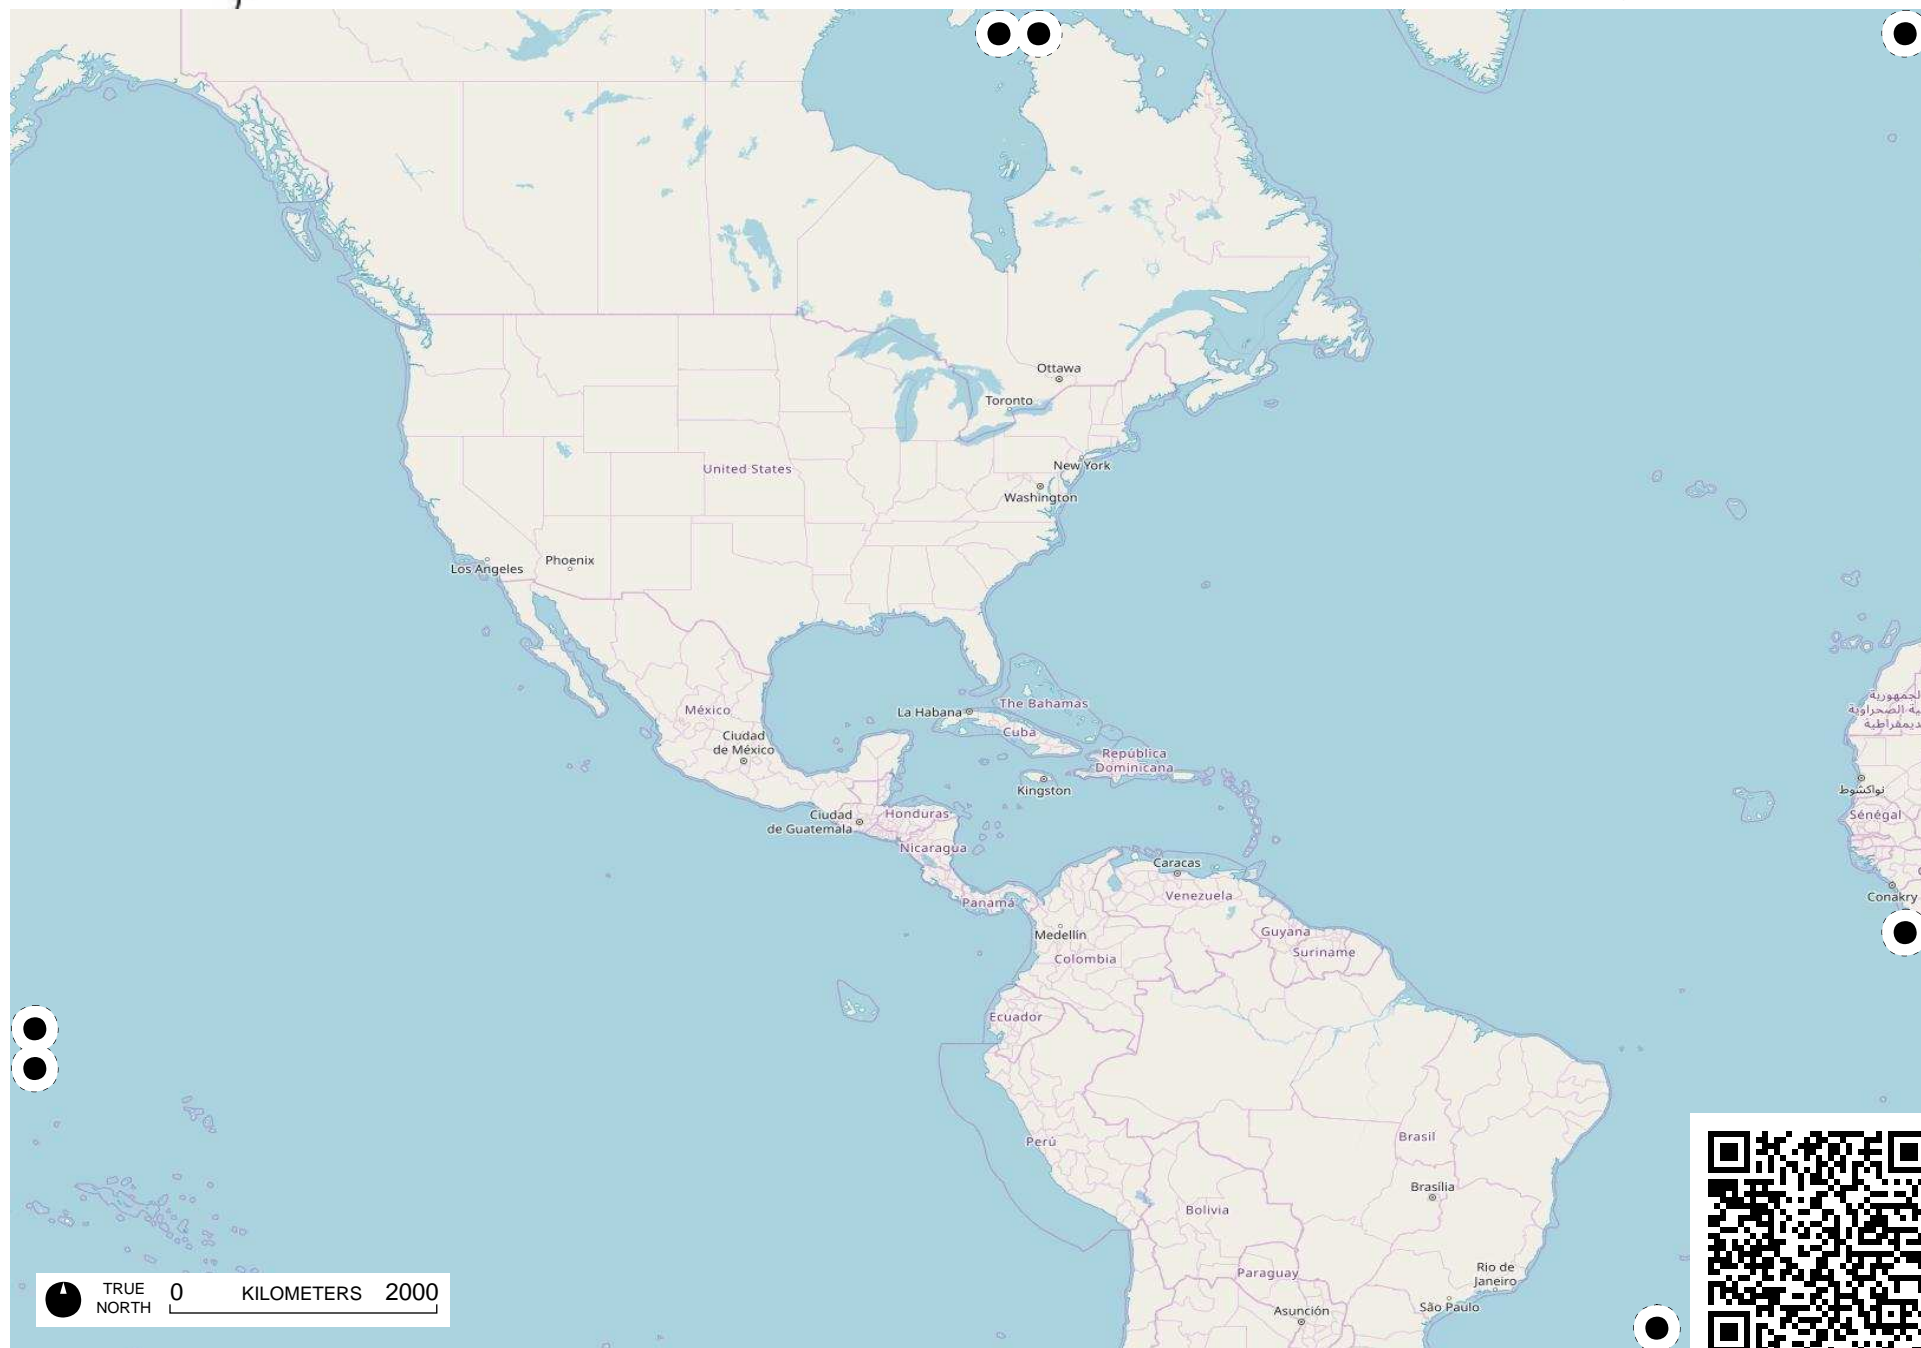 Ottawa
Toronto
New York
Washington
United States
Los Angeles
Phoenix
México
Ciudad
de México
La Habana
The Bahamas
Cuba
República
Dominicana
Kingston
Ciudad
de Guatemala
Honduras
Nicaragua
Panamá
Caracas
Venezuela
Medellín
Colombia
Guyana
Suriname
Ecuador
Perú
Brasil
Brasília
Bolivia
Paraguay
Asunción
Rio de
Janeiro
São Paulo
نواكشوط
Sénégal
Conakry
TRUE
NORTH
0 KILOMETERS 2000